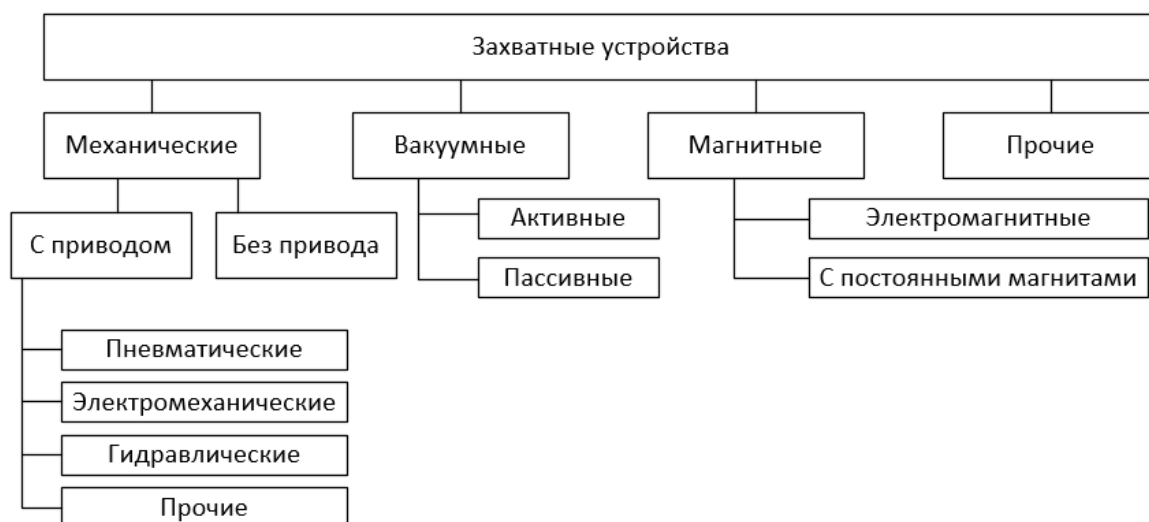 Захватные устройства
Механические
Вакуумные
Магнитные
Прочие
С приводом
Без привода
Активные
Электромагнитные
Пассивные
С постоянными магнитами
Пневматические
Электромеханические
Гидравлические
Прочие